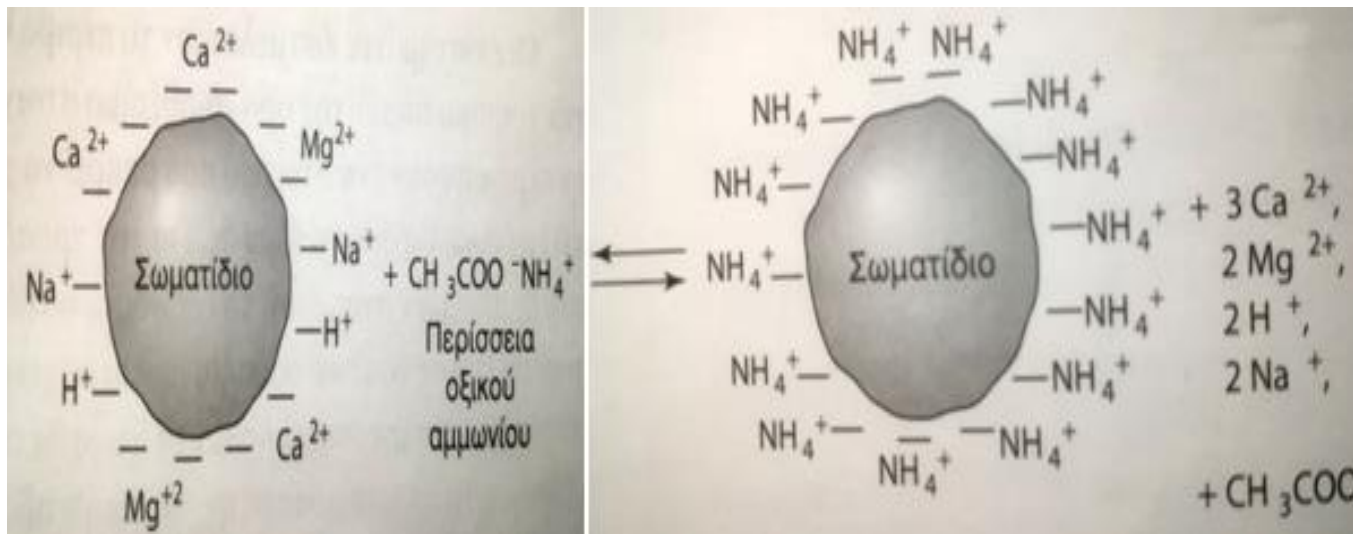 Ca 2+
Ca 2+
Mg2+
Na+
Na+
Σωματίδιο
H+
H+
Ca 2+
Mg+2
+ CH 3COO -NH4+
Περίσσεια
οξικού
αμμωνίου
NH4+ NH4+
NH4+
NH4+
NH4+
NH4+
NH4+
NH4+
Σωματίδιο
NH4+
NH4+
NH4+
NH4+
NH4+
NH4+
+ 3 Ca 2+,
2 Mg 2+,
2 H +,
2 Na +,
+ CH 3COO